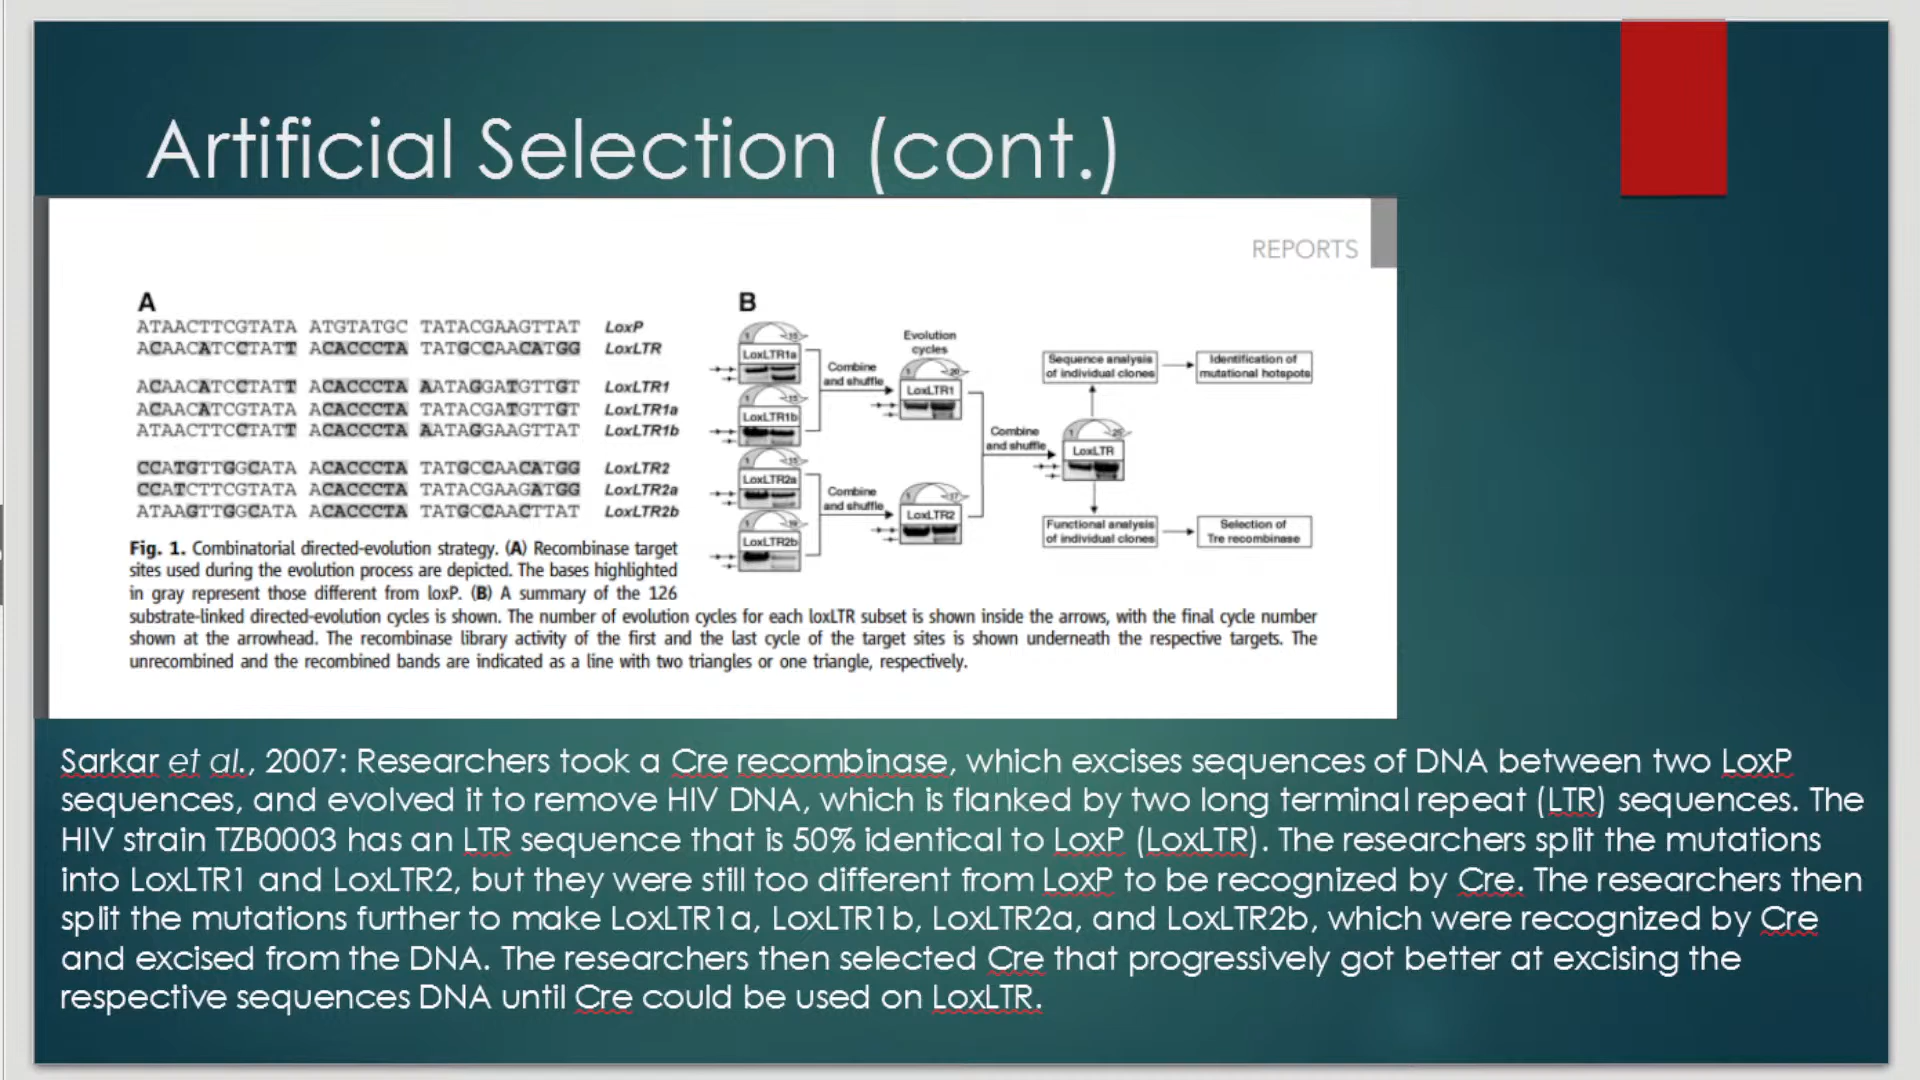 Artificial Selection (cont.)
REPORTS
A
ATAACTTCGTATA ATGTATGC TATACGAAGTTAT LoxP
ACAACATCCTATT ACACCCTA TATGCCAACATGG LoxLTR
ACAACATCCTATT ACACCCTA AATAGGATGTTGT LoxLTR1
ACAACATCGTATA ACACCCTA TATACGATGTTGT LoxLTR1a
ATAACTTCCTATT ACACCCTA AATAGGAAGTTAT LoxLTR1b
CCATGTTGGCATA ACACCCTA TATGCCAACATGG LoxLTR2
CCATCTTCGTATA ACACCCTA TATACGAAGATGG LoxLTR2a
ATAAGTTGGCATA ACACCCTA TATGCCAACTTAT LoxLTR2b
B
1 15
LoxLTR1a
1 15
LoxLTR1b
1 15
LoxLTR2a
1
LoxLTR2b
Combine
and shuffle
Combine
and shuffle
Evolution
cycles
1 20
LoxLTR1
1 17
LoxLTR2
Combine
and shuffle
Sequence analysis
of individual clones
Identification of
mutational hotspots
1 25
LoxLTR
Functional analysis
of individual clones
Selection of
Tre recombinase
Fig. 1. Combinatorial directed-evolution strategy. (A) Recombinase target
sites used during the evolution process are depicted. The bases highlighted
in gray represent those different from loxP. (B) A summary of the 126
substrate-linked directed-evolution cycles is shown. The number of evolution cycles for each loxLTR subset is shown inside the arrows, with the final cycle number
shown at the arrowhead. The recombinase library activity of the first and the last cycle of the target sites is shown underneath the respective targets. The
unrecombined and the recombined bands are indicated as a line with two triangles or one triangle, respectively.
Sarkar et al., 2007: Researchers took a Cre recombinase, which excises sequences of DNA between two LoxP
sequences, and evolved it to remove HIV DNA, which is flanked by two long terminal repeat (LTR) sequences. The
HIV strain TZB0003 has an LTR sequence that is 50% identical to LoxP (LoxLTR). The researchers split the mutations
into LoxLTR1 and LoxLTR2, but they were still too different from LoxP to be recognized by Cre. The researchers then
split the mutations further to make LoxLTR1a, LoxLTR1b, LoxLTR2a, and LoxLTR2b, which were recognized by Cre
and excised from the DNA. The researchers then selected Cre that progressively got better at excising the
respective sequences DNA until Cre could be used on LoxLTR.